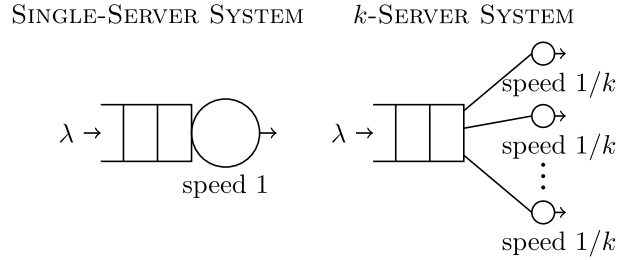 Single-Server System
k-Server System
λ
speed 1
λ
speed 1/k
speed 1/k
speed 1/k